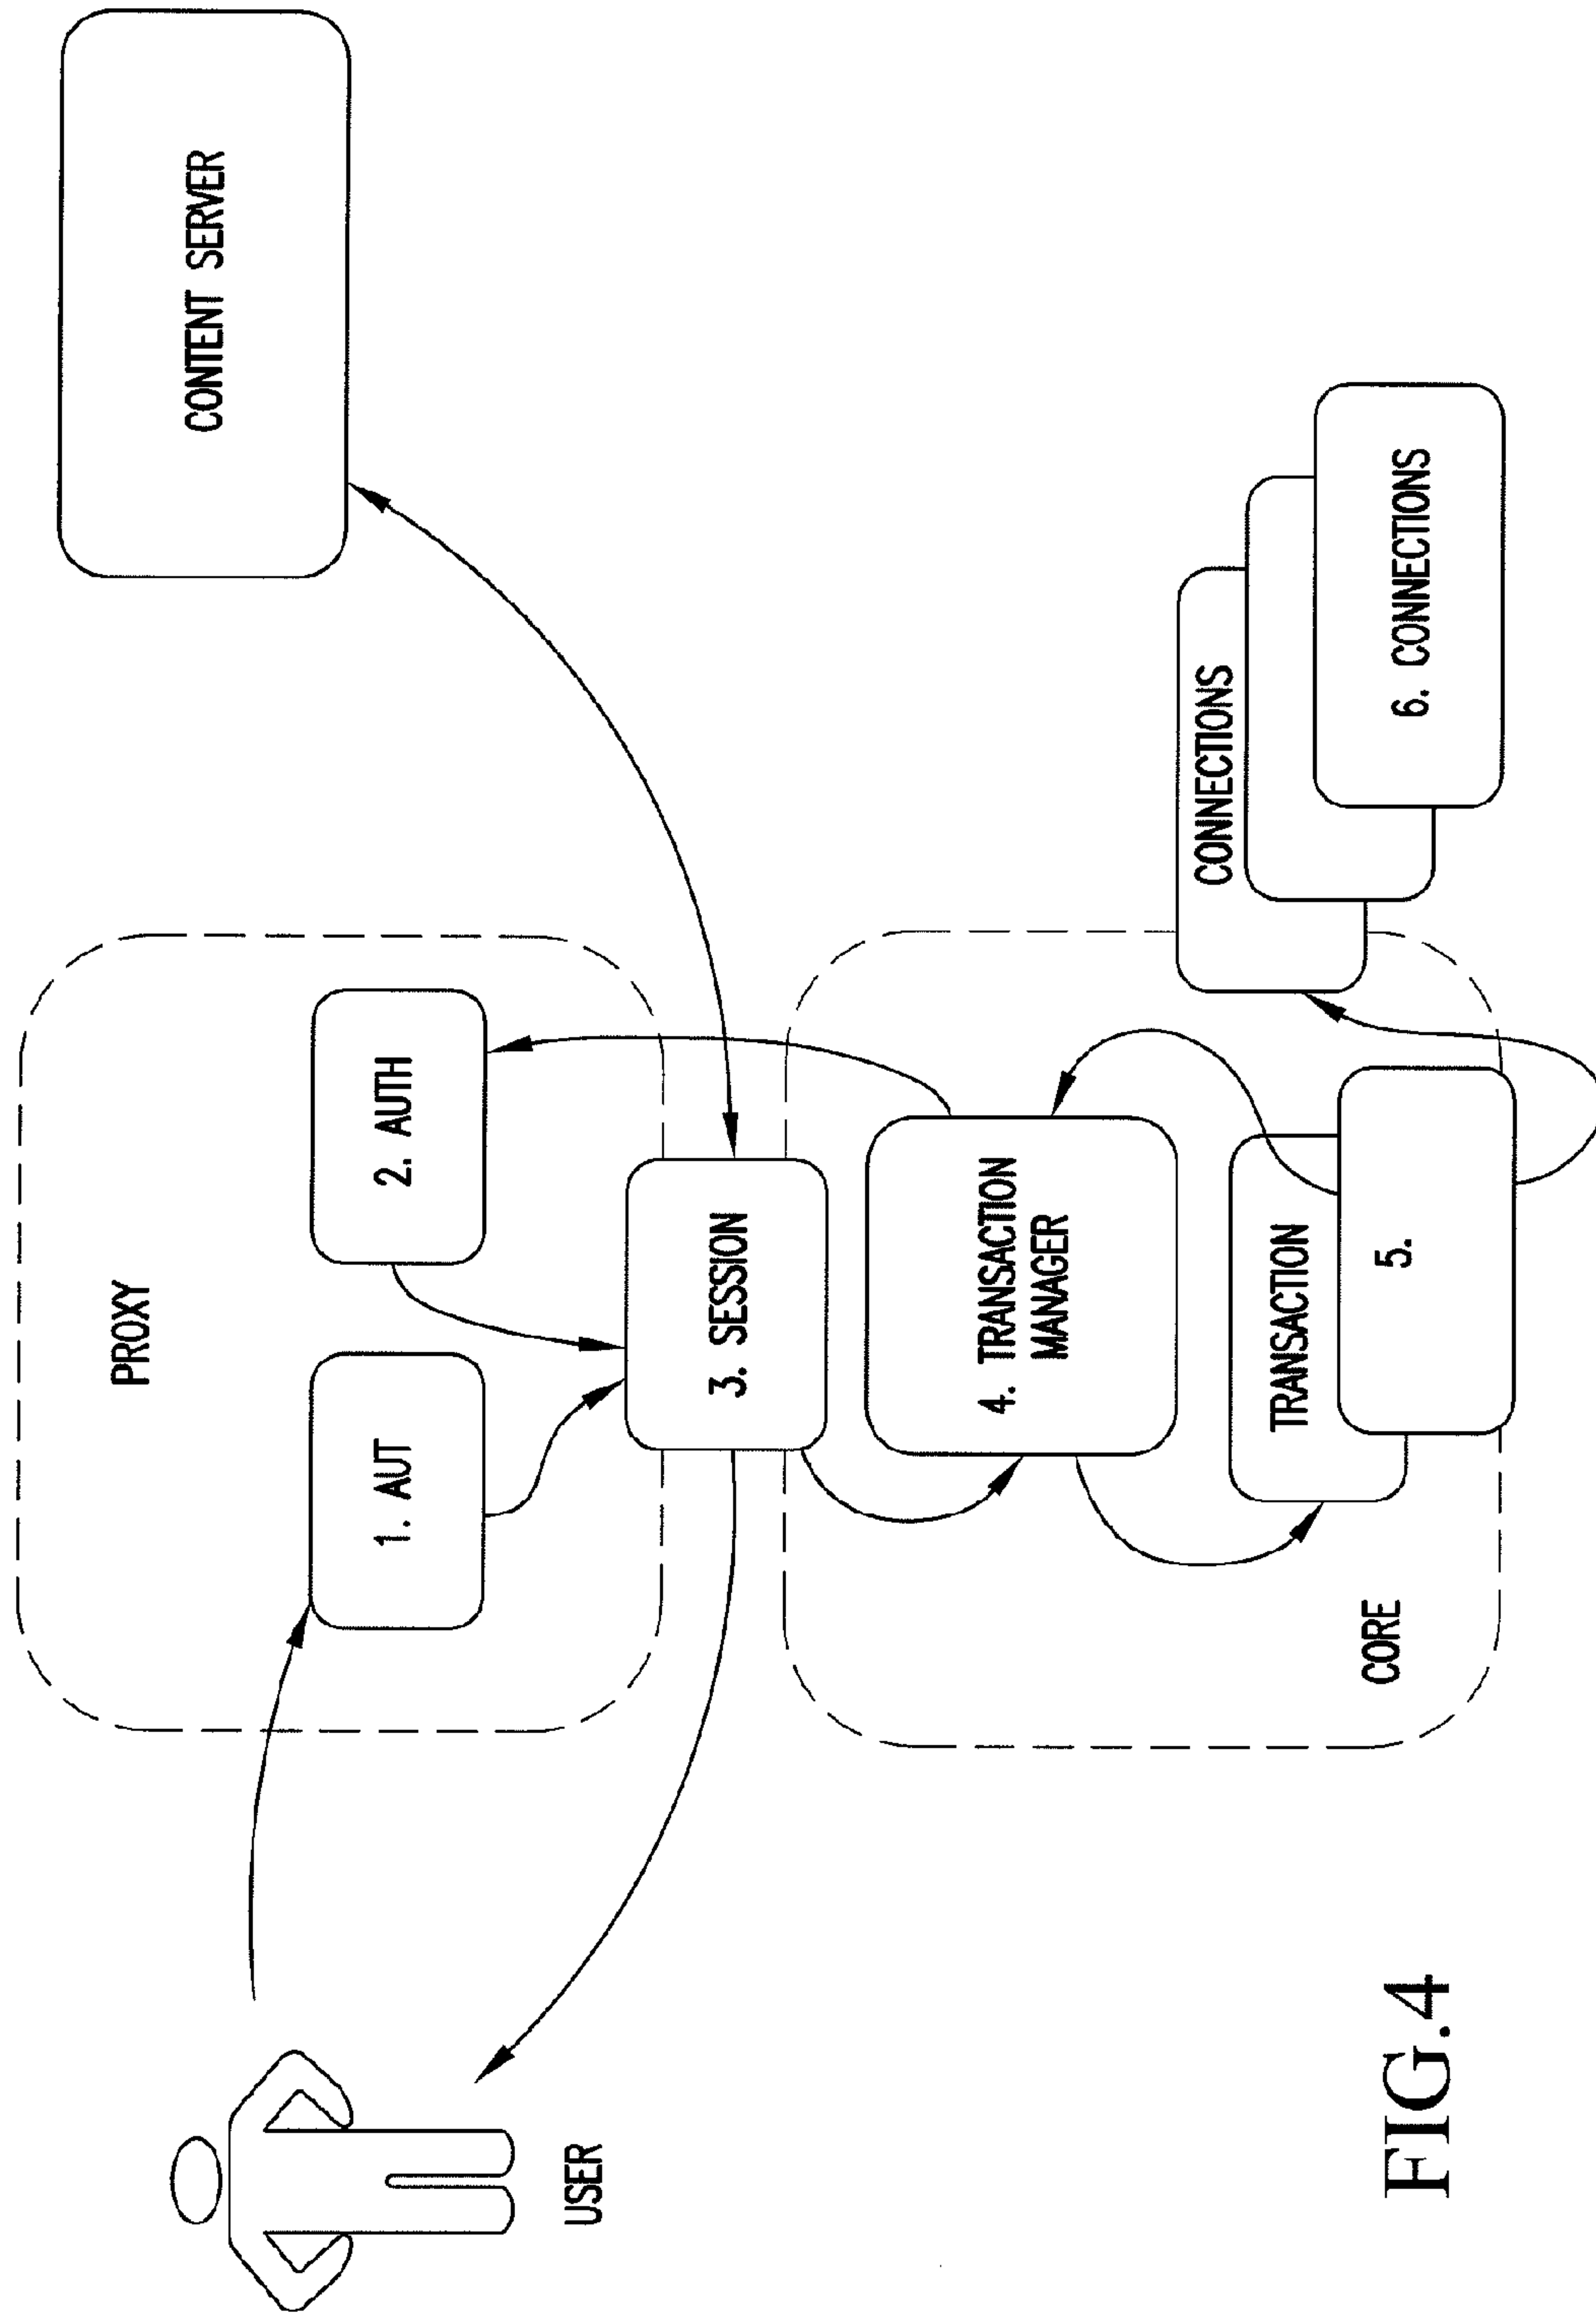 CONTENT SERVER
PROXY
1. AUT
2. AUTH
3. SESSION
4. TRANSACTION
MANAGER
TRANSACTION
5.
CONNECTIONS
6. CONNECTIONS
CORE
USER
FIG.4